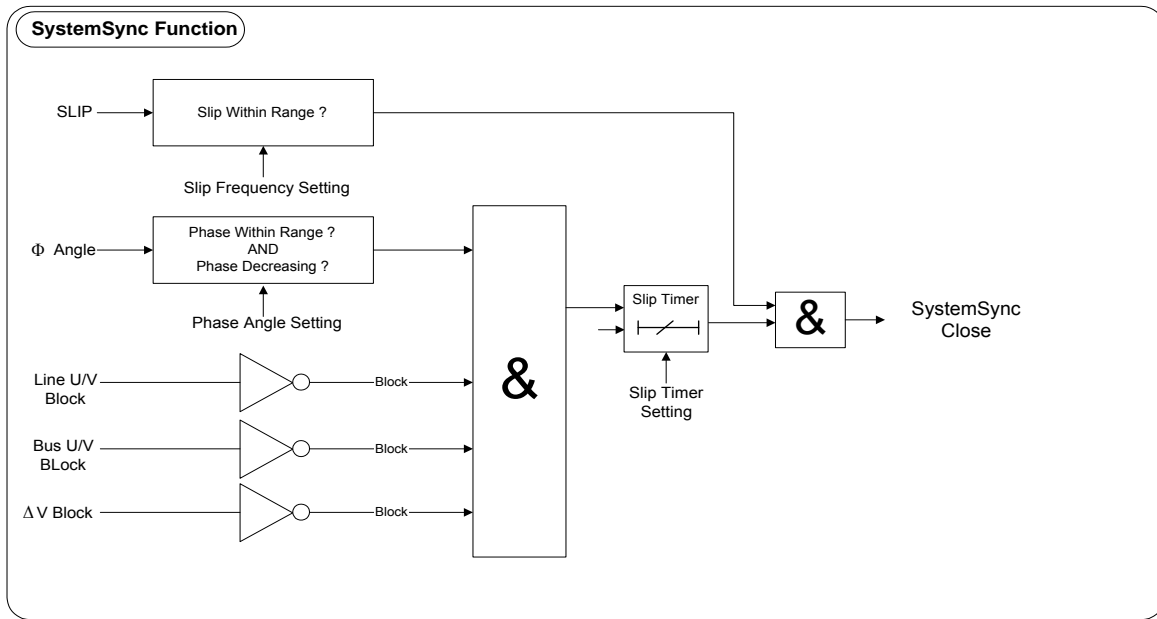 SystemSync Function
SLIP
Slip Within Range ?
Slip Frequency Setting
Φ Angle
Phase Within Range ?
AND
Phase Decreasing ?
Phase Angle Setting
Line U/V
Block
Block
Bus U/V
BLock
Block
Δ V Block
Block
&
Slip Timer
Slip Timer
Setting
&
SystemSync
Close